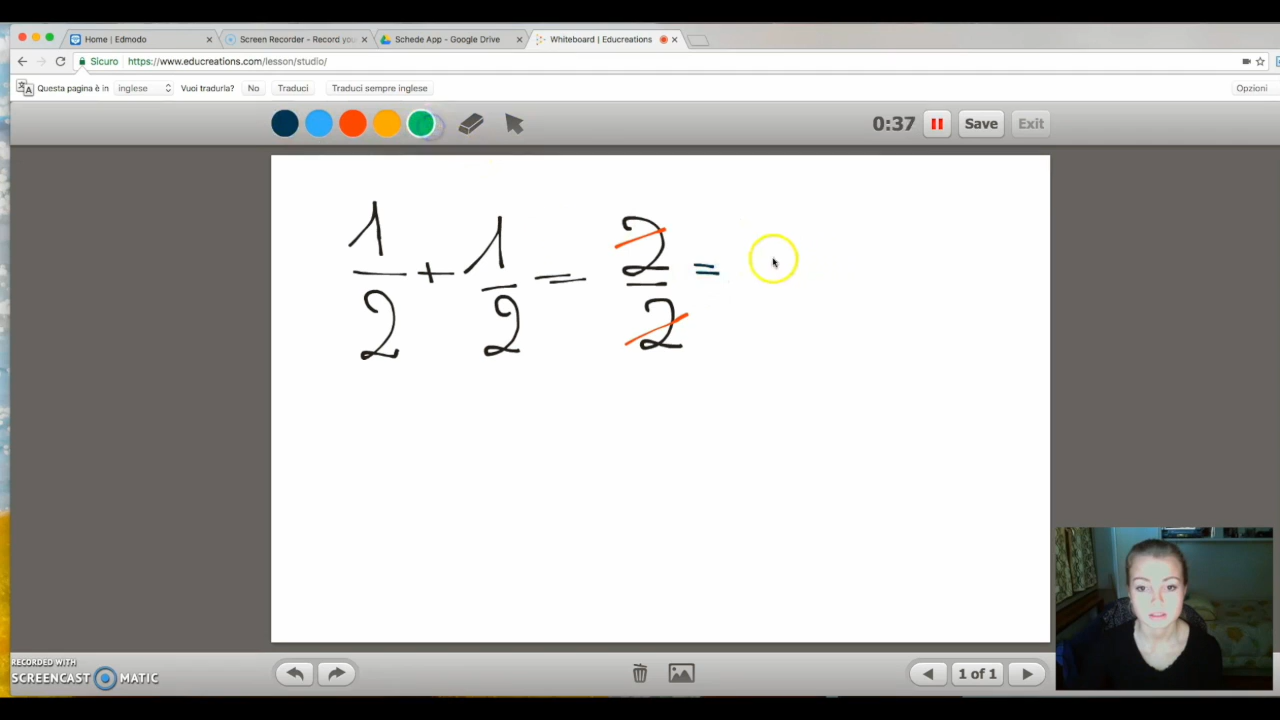 Home | Edmodo
Screen Recorder - Record you
Schede App - Google Drive
Whiteboard | Educreations
Sicuro https://www.educreations.com/lesson/studio/
Questa pagina è in inglese Vuoi tradurla? No Traduci Traduci sempre inglese Opzioni
0:37 Save Exit
1/2 + 1/2 = 2/2 =
RECORDED WITH
SCREENCAST MATIC
1 of 1